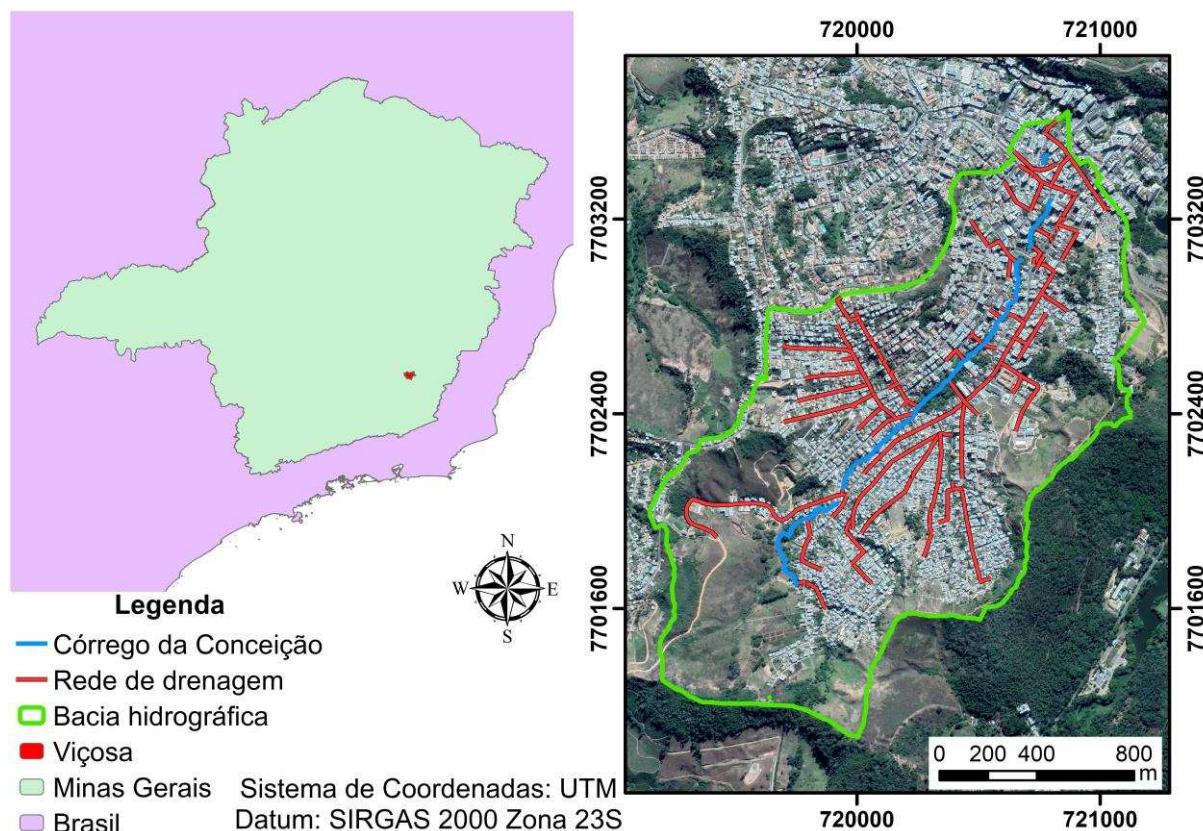 720000 721000
7703200 7703200
7702400 7702400
7701600 7701600
N
W E
S
Legenda
Córrego da Conceição
Rede de drenagem
Bacia hidrográfica
Viçosa
Minas Gerais
Brasil
Sistema de Coordenadas: UTM
Datum: SIRGAS 2000 Zona 23S
0 200 400 800
m
720000 721000